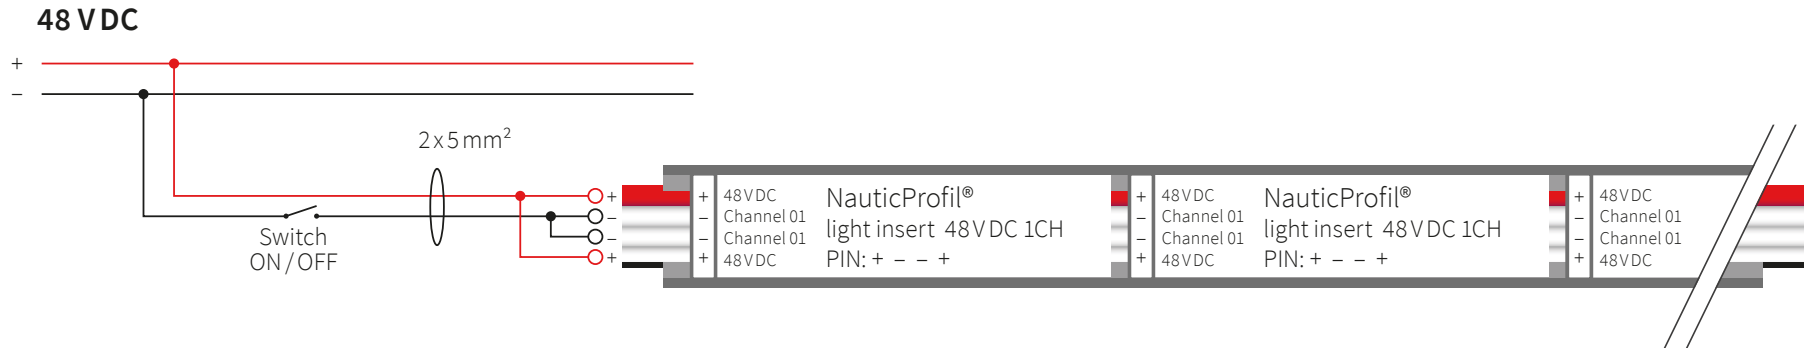 48 V DC
+
–
2 x 5 mm²
Switch
ON / OFF
+
–
–
+
+ 48 V DC
– Channel 01
– Channel 01
+ 48 V DC
NauticProfil®
light insert 48 V DC 1CH
PIN: + – – +
+ 48 V DC
– Channel 01
– Channel 01
+ 48 V DC
NauticProfil®
light insert 48 V DC 1CH
PIN: + – – +
+ 48 V DC
– Channel 01
– Channel 01
+ 48 V DC